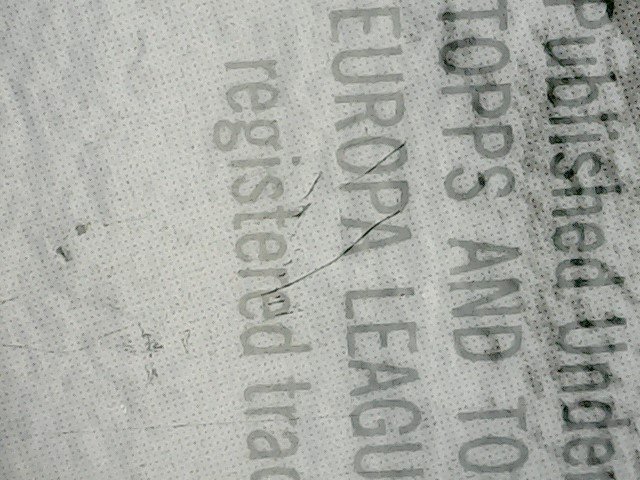 Published Under
TOPPS AND TO
EUROPA LEAGU
registered trad